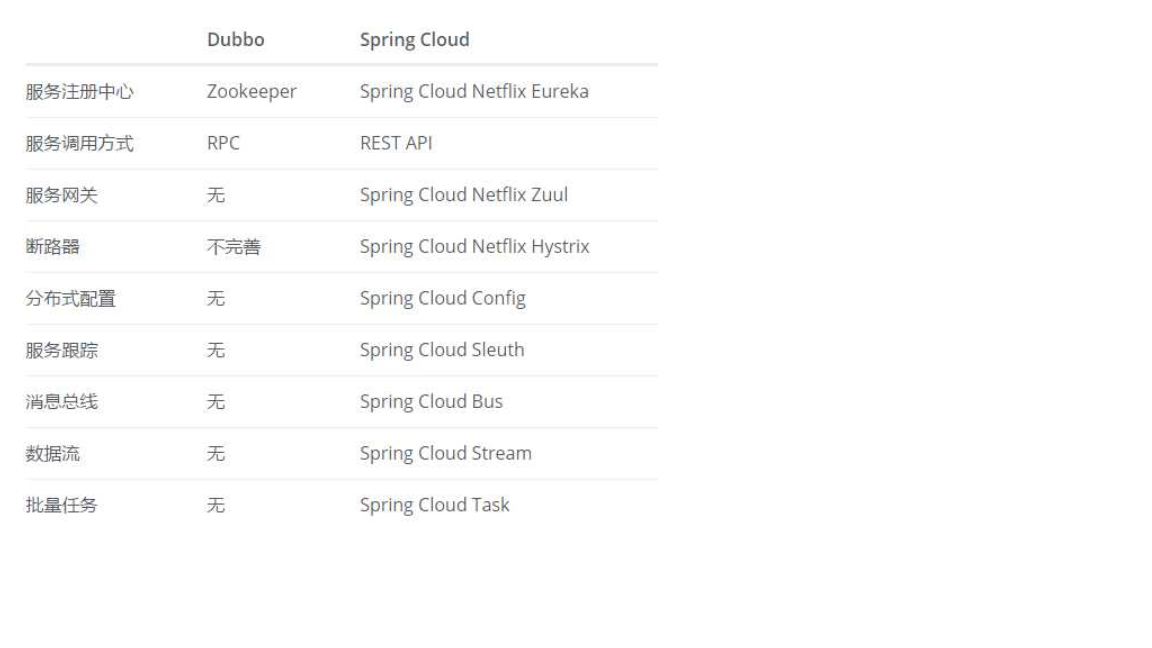 Dubbo Spring Cloud
服务注册中心 Zookeeper Spring Cloud Netflix Eureka
服务调用方式 RPC REST API
服务网关 无 Spring Cloud Netflix Zuul
断路器 不完善 Spring Cloud Netflix Hystrix
分布式配置 无 Spring Cloud Config
服务跟踪 无 Spring Cloud Sleuth
消息总线 无 Spring Cloud Bus
数据流 无 Spring Cloud Stream
批量任务 无 Spring Cloud Task